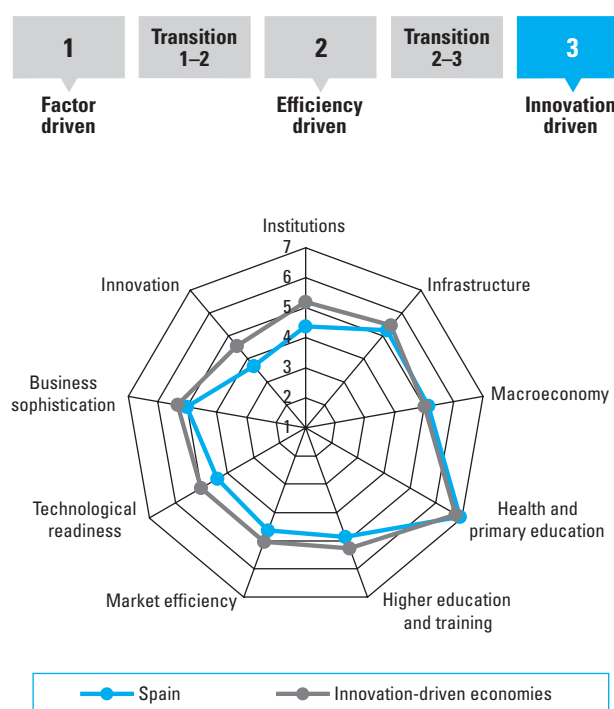 1
Transition
1–2
2
Transition
2–3
3
Factor
driven
Efficiency
driven
Innovation
driven
Institutions
7
6
5
4
3
2
1
Infrastructure
Macroeconomy
Health and
primary education
Higher education
and training
Market efficiency
Technological
readiness
Business
sophistication
Innovation
Spain
Innovation-driven economies